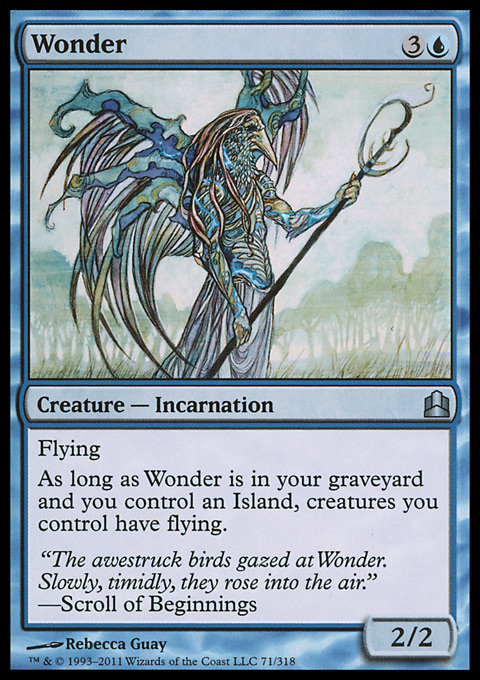 Wonder 3
Creature — Incarnation
Flying
As long as Wonder is in your graveyard
and you control an Island, creatures you
control have flying.
“The awestruck birds gazed at Wonder.
Slowly, timidly, they rose into the air.”
—Scroll of Beginnings
2/2
Rebecca Guay
™ & © 1993–2011 Wizards of the Coast LLC 71/318